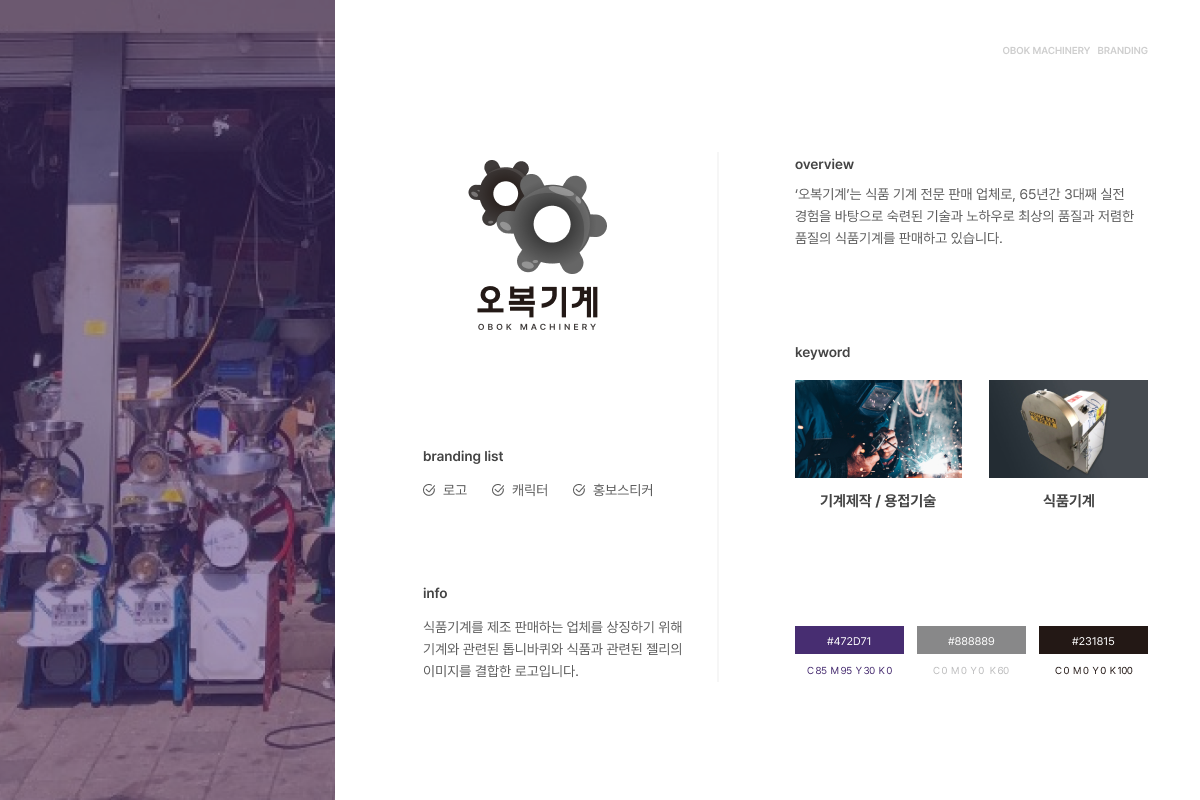 OBOK MACHINERY BRANDING
오복기계
OBOK MACHINERY
branding list
로고 캐릭터 홍보스티커
info
식품기계를 제조 판매하는 업체를 상징하기 위해
기계와 관련된 톱니바퀴와 식품과 관련된 젤리의
이미지를 결합한 로고입니다.
overview
‘오복기계’는 식품 기계 전문 판매 업체로, 65년간 3대째 실전
경험을 바탕으로 숙련된 기술과 노하우로 최상의 품질과 저렴한
품질의 식품기계를 판매하고 있습니다.
keyword
기계제작 / 용접기술
식품기계
#472D71 #888889 #231815
C85 M95 Y30 K0 C0 M0 Y0 K60 C0 M0 Y0 K100